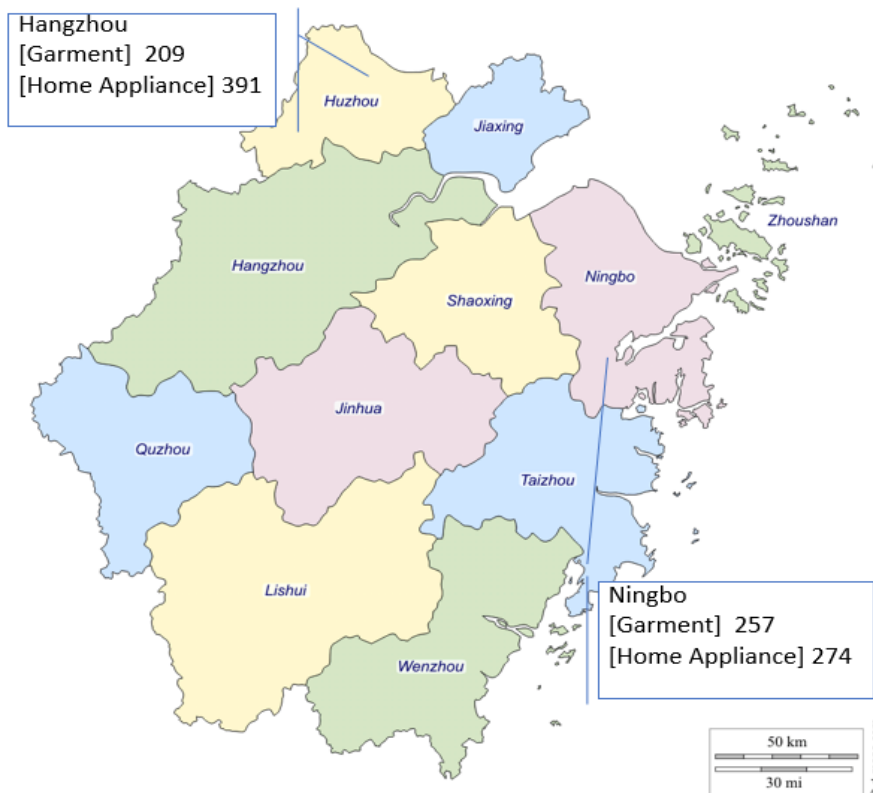 Hangzhou
[Garment]  209
[Home Appliance] 391
Huzhou
Jiaxing
Zhoushan
Hangzhou
Ningbo
Shaoxing
Jinhua
Quzhou
Taizhou
Lishui
Ningbo
[Garment]  257
[Home Appliance] 274
Wenzhou
50 km
30 mi